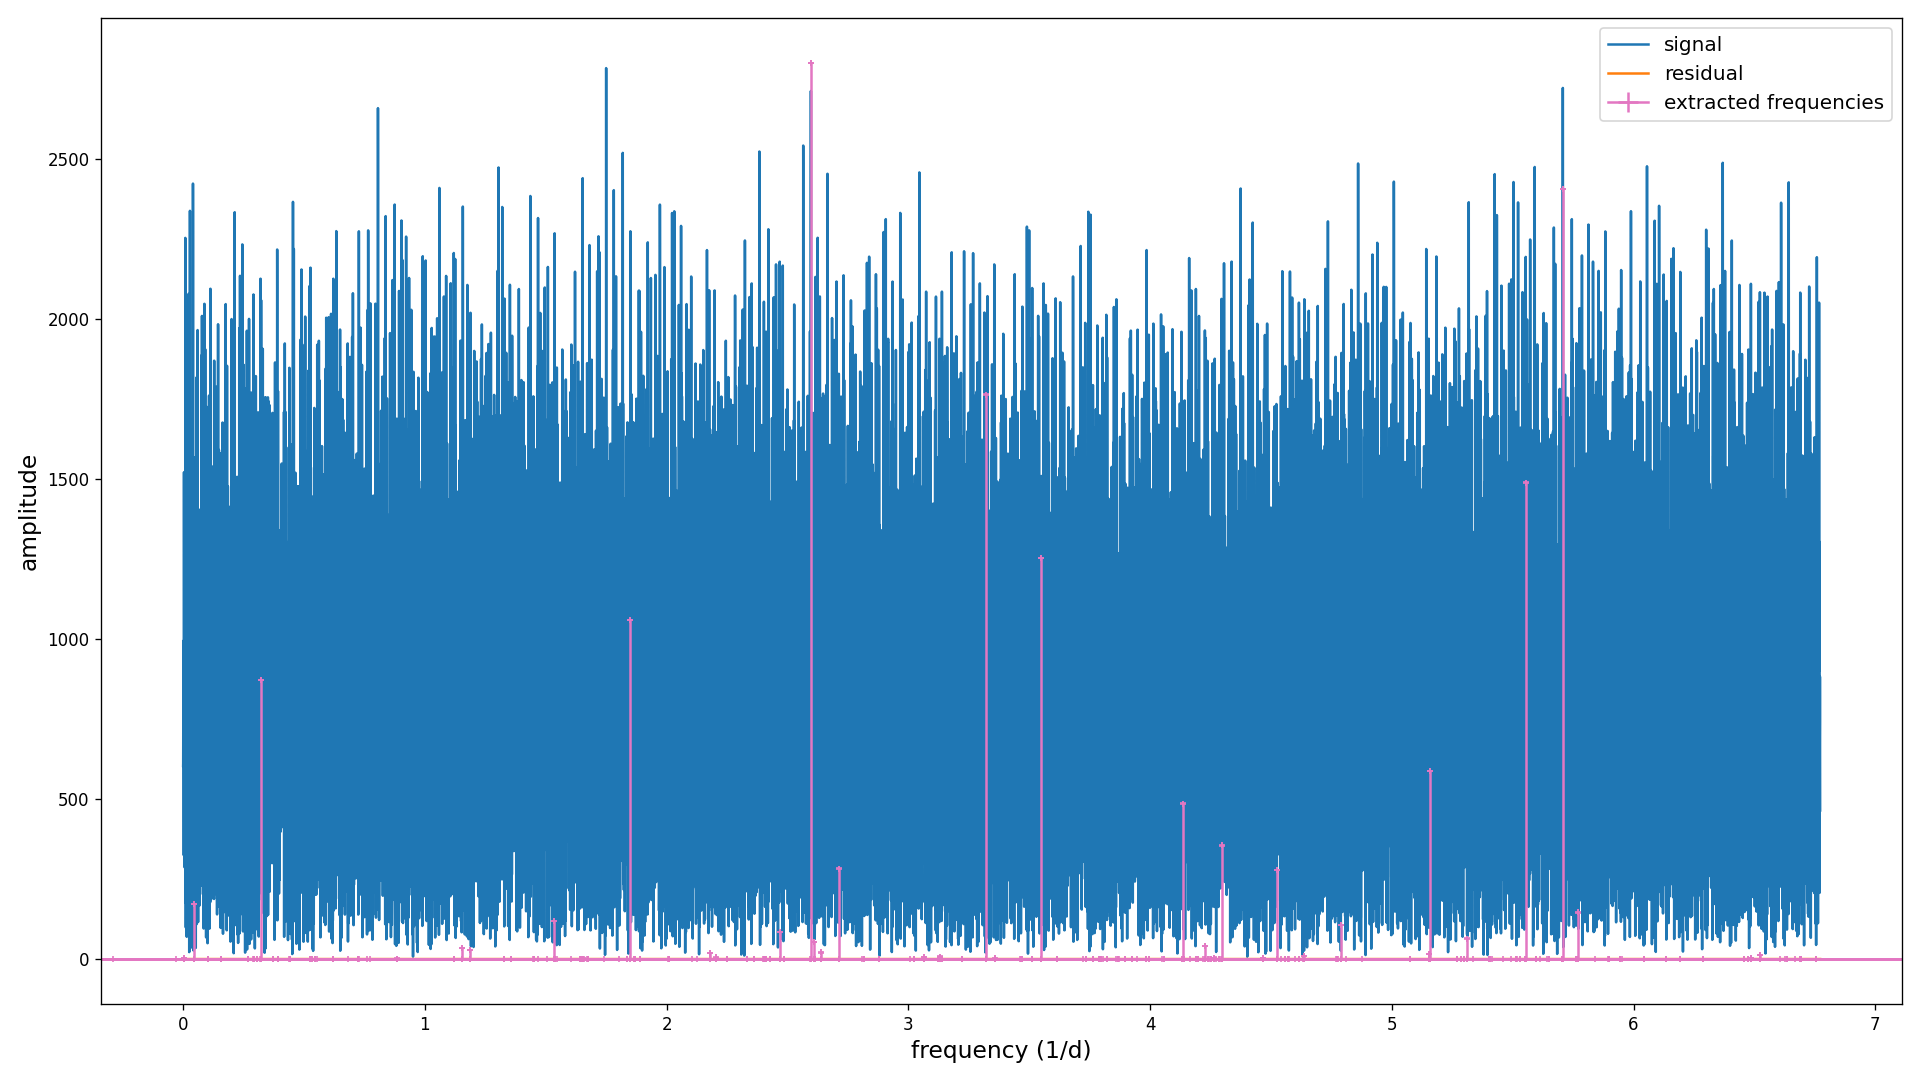 signal
residual
extracted frequencies
2500
2000
1500
1000
500
0
amplitude
0 1 2 3 4 5 6 7
frequency (1/d)